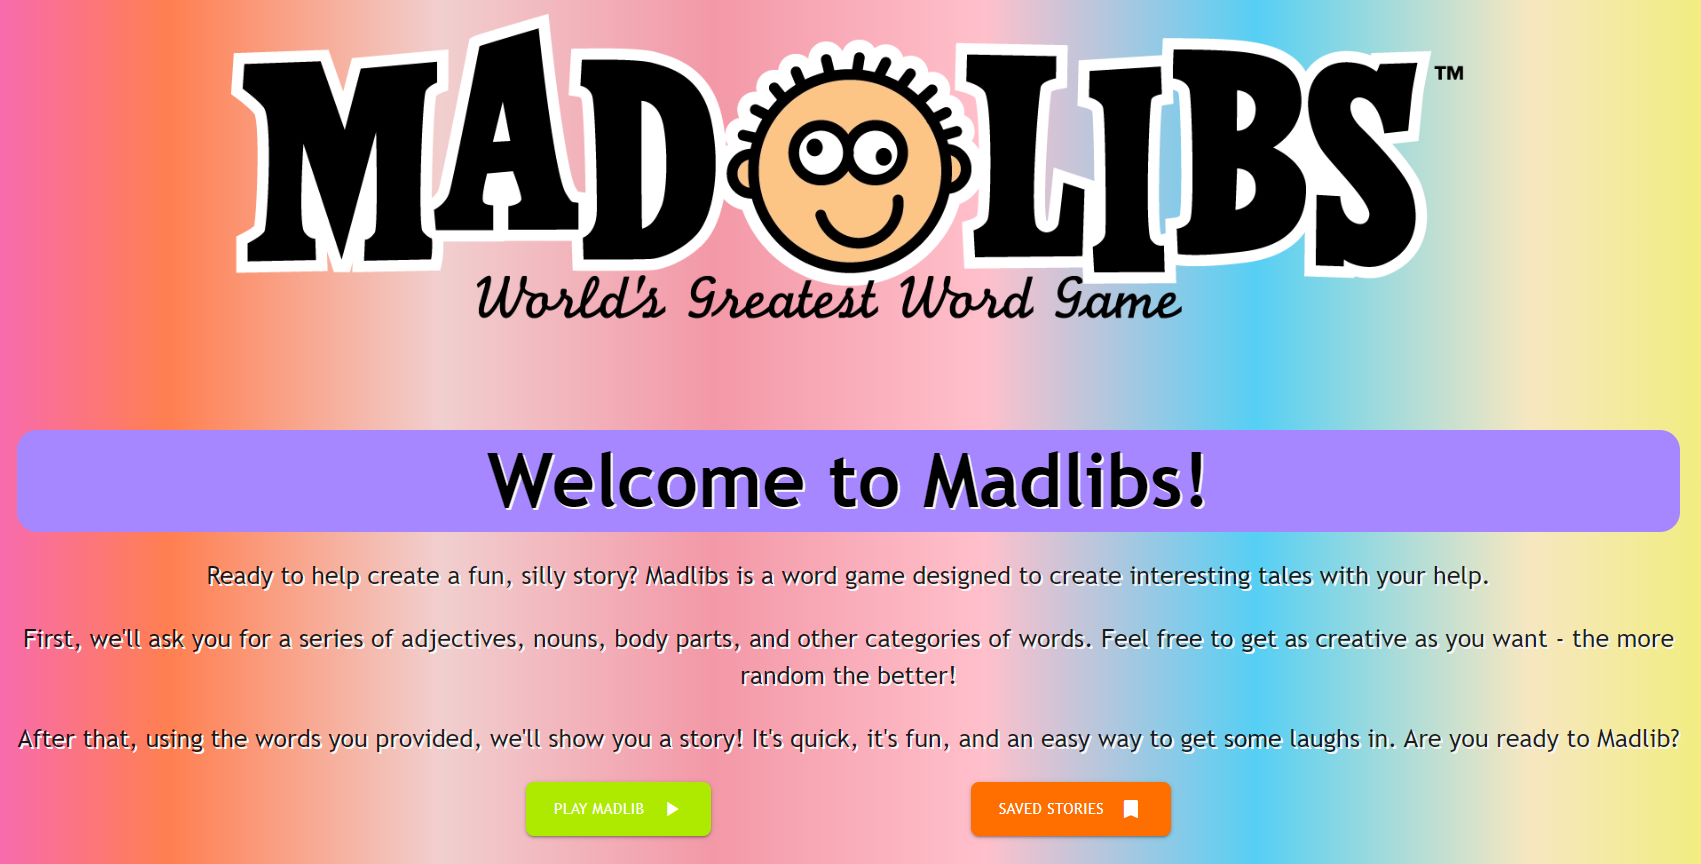 MAD LIBS™
World's Greatest Word Game
Welcome to Madlibs!
Ready to help create a fun, silly story? Madlibs is a word game designed to create interesting tales with your help.
First, we'll ask you for a series of adjectives, nouns, body parts, and other categories of words. Feel free to get as creative as you want - the more
random the better!
After that, using the words you provided, we'll show you a story! It's quick, it's fun, and an easy way to get some laughs in. Are you ready to Madlib?
PLAY MADLIB
SAVED STORIES